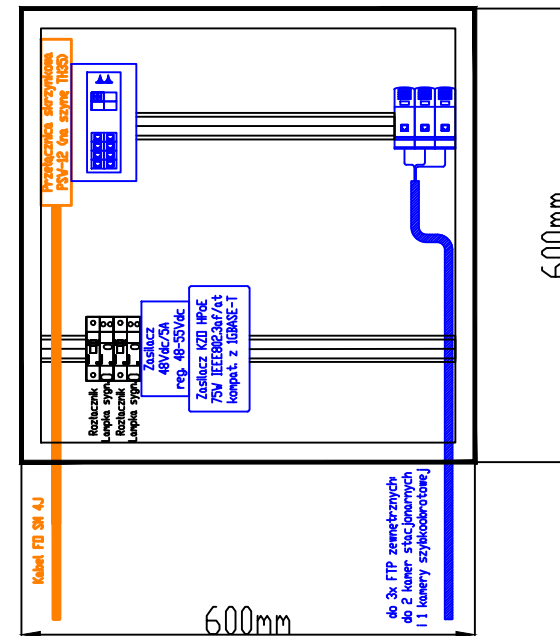 Przełącznica skrzynkowa
PSW-12 (na szynę TH35)
Rozłącznik
Lampka sygn.
Rozłącznik
Lampka sygn.
Zasilacz
48Vdc/5A
reg. 48-55Vdc
Zasilacz KZD HPoE
75W IEEE802.3af/at
kompat. z 1GBASE-T
Kabel FO SM 4J
do 3x FTP zewnętrznych:
do 2 kamer stacjonarnych
i 1 kamery szybkoobrotowej
600mm
600mm